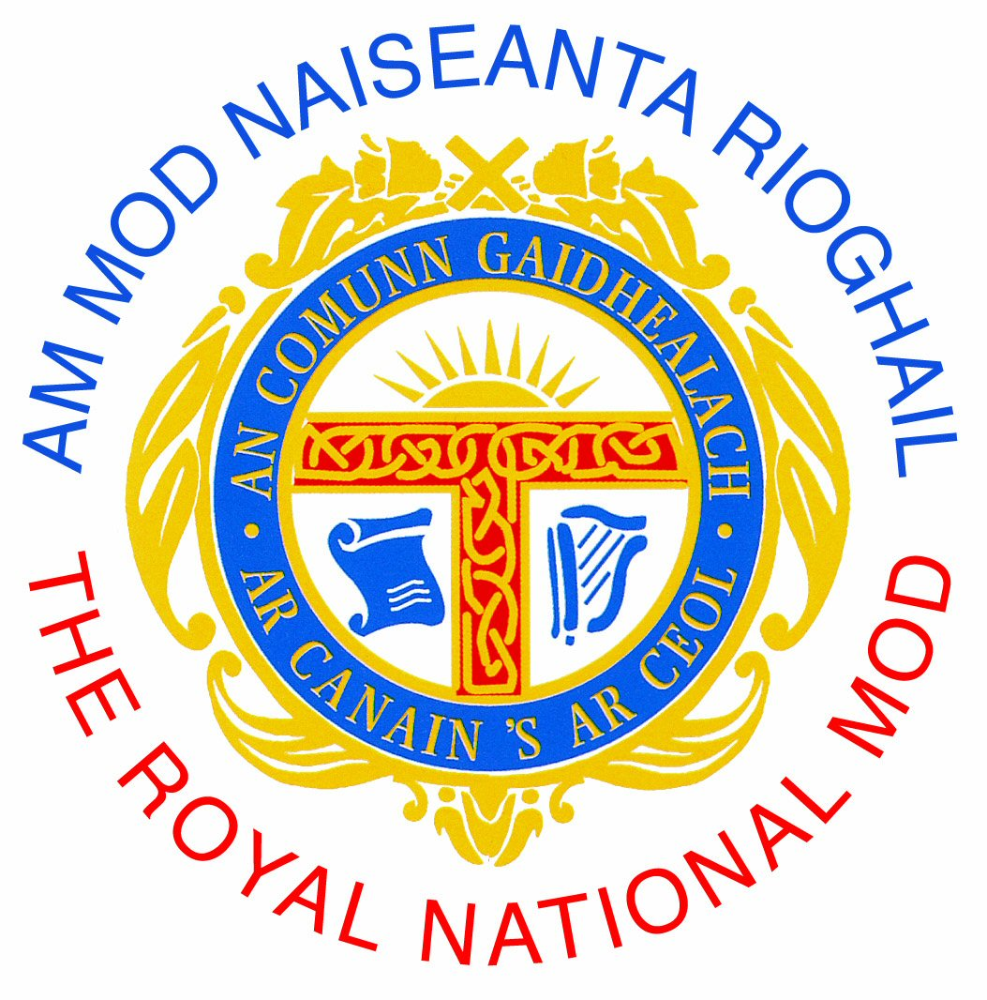 AM MOD NAISEANTA RIOGHAIL
AN COMUNN GAIDHEALACH
AR CANAIN 'S AR CEOL
THE ROYAL NATIONAL MOD